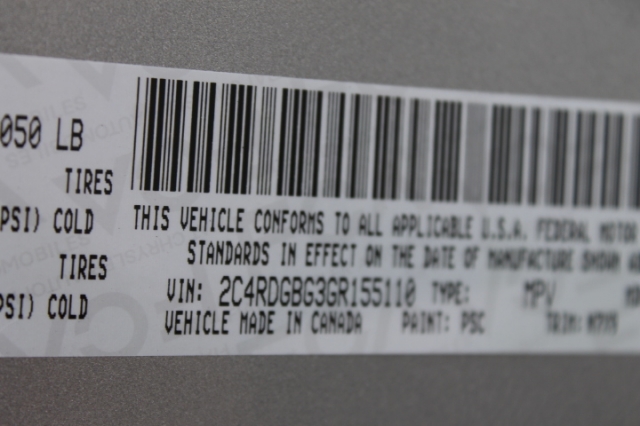 050 LB
TIRES
PSI) COLD
THIS VEHICLE CONFORMS TO ALL APPLICABLE U.S.A. FEDERAL MOTOR
STANDARDS IN EFFECT ON THE DATE OF MANUFACTURE SHOWN
TIRES
VIN: 2C4RDGBG3GR155110 TYPE: MPV
PSI) COLD
VEHICLE MADE IN CANADA PAINT: PSC TRIM: